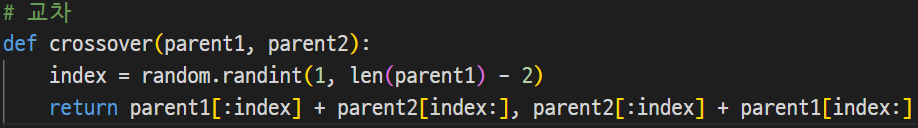 # 교차
def crossover(parent1, parent2):
    index = random.randint(1, len(parent1) - 2)
    return parent1[:index] + parent2[index:], parent2[:index] + parent1[index:]